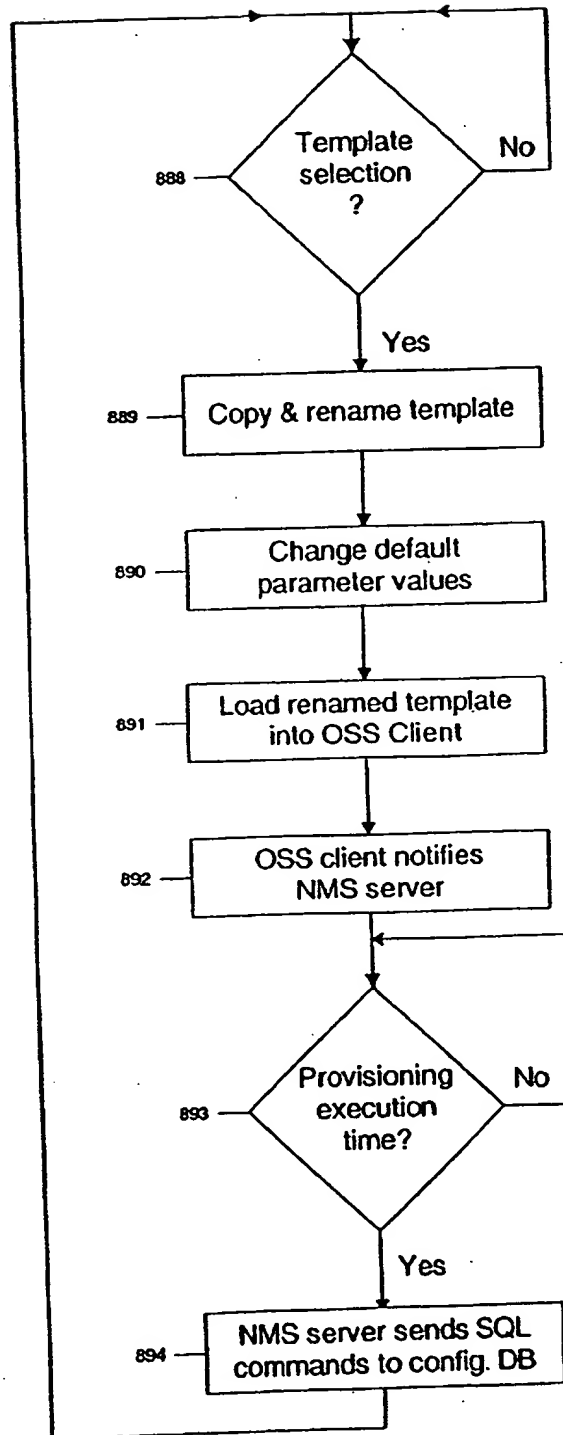 Template
selection
?
No
888
Yes
889
Copy & rename template
890
Change default
parameter values
891
Load renamed template
into OSS Client
892
OSS client notifies
NMS server
893
Provisioning
execution
time?
No
Yes
894
NMS server sends SQL
commands to config. DB